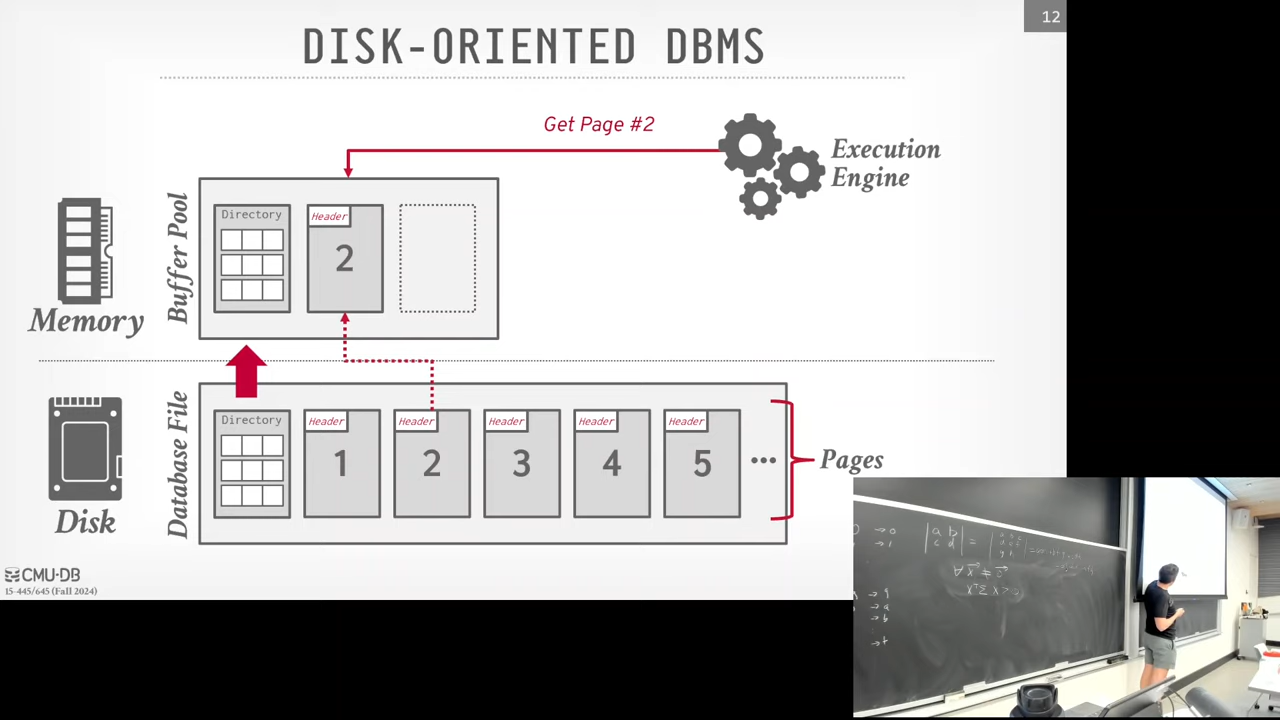 12
DISK-ORIENTED DBMS
Get Page #2
Execution
Engine
Memory
Buffer Pool
Directory
Header
2
Disk
Database File
Directory
Header
1
Header
2
Header
3
Header
4
Header
5
...
Pages
CMU·DB
15-445/645 (Fall 2024)
a b
c d
=
∀ x ≠ 0